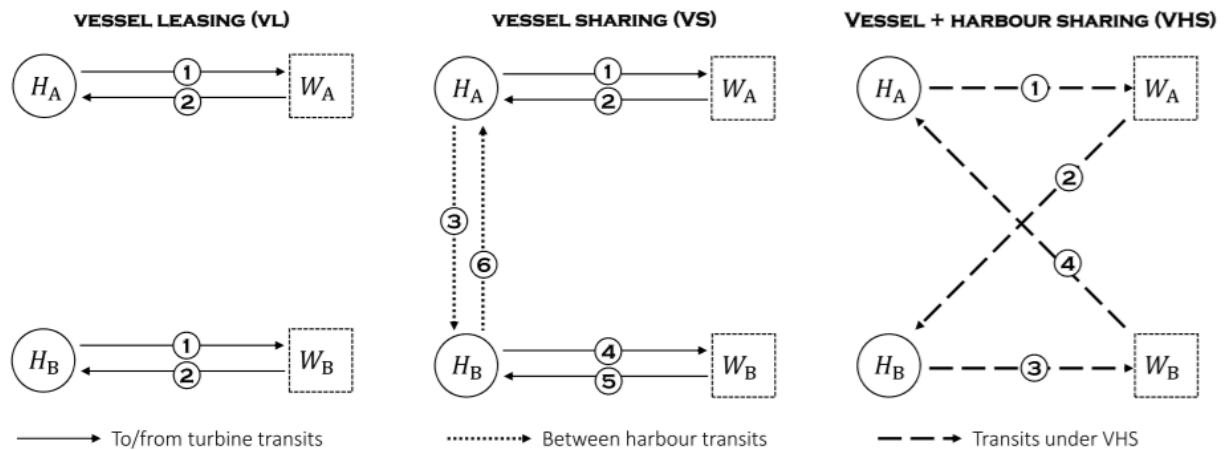 VESSEL LEASING (VL)
H_A
1
2
W_A
H_B
1
2
W_B
To/from turbine transits
VESSEL SHARING (VS)
H_A
1
2
W_A
3
6
H_B
4
5
W_B
Between harbour transits
VESSEL + HARBOUR SHARING (VHS)
H_A
1
W_A
2
4
H_B
3
W_B
Transits under VHS